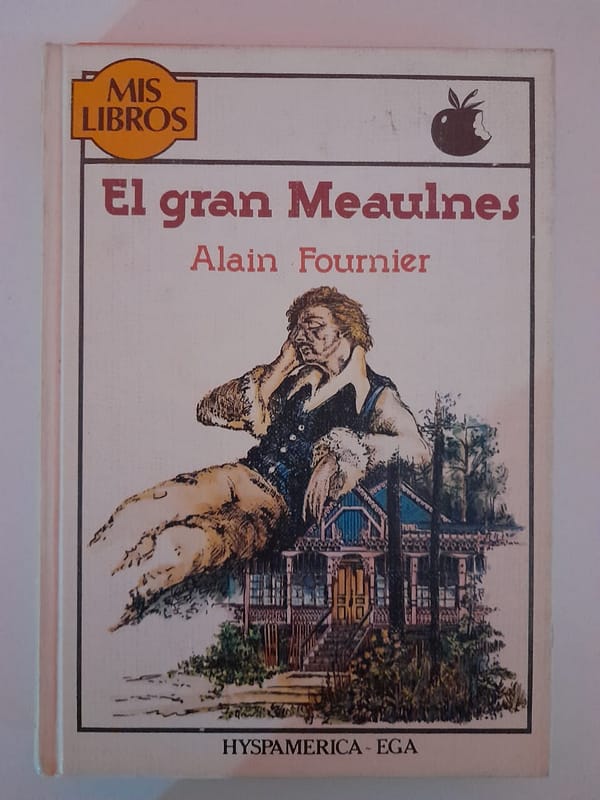 MIS
LIBROS
El gran Meaulnes
Alain Fournier
HYSPAMERICA - EGA